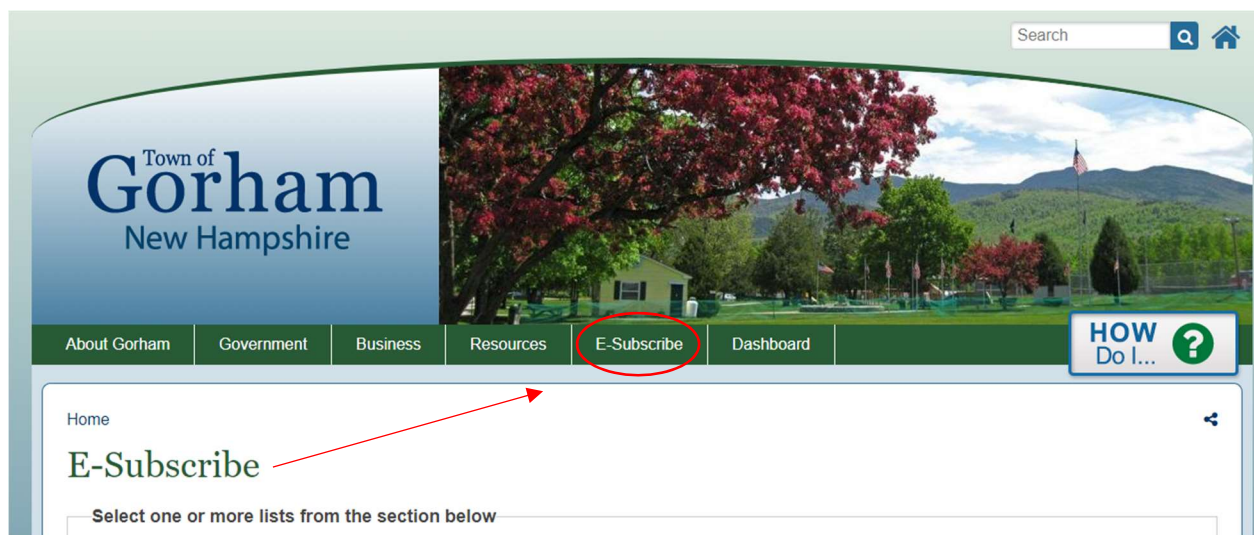 Search
Town of
Gorham
New Hampshire
About Gorham Government Business Resources E-Subscribe Dashboard
HOW
Do I...
?
Home
E-Subscribe
Select one or more lists from the section below